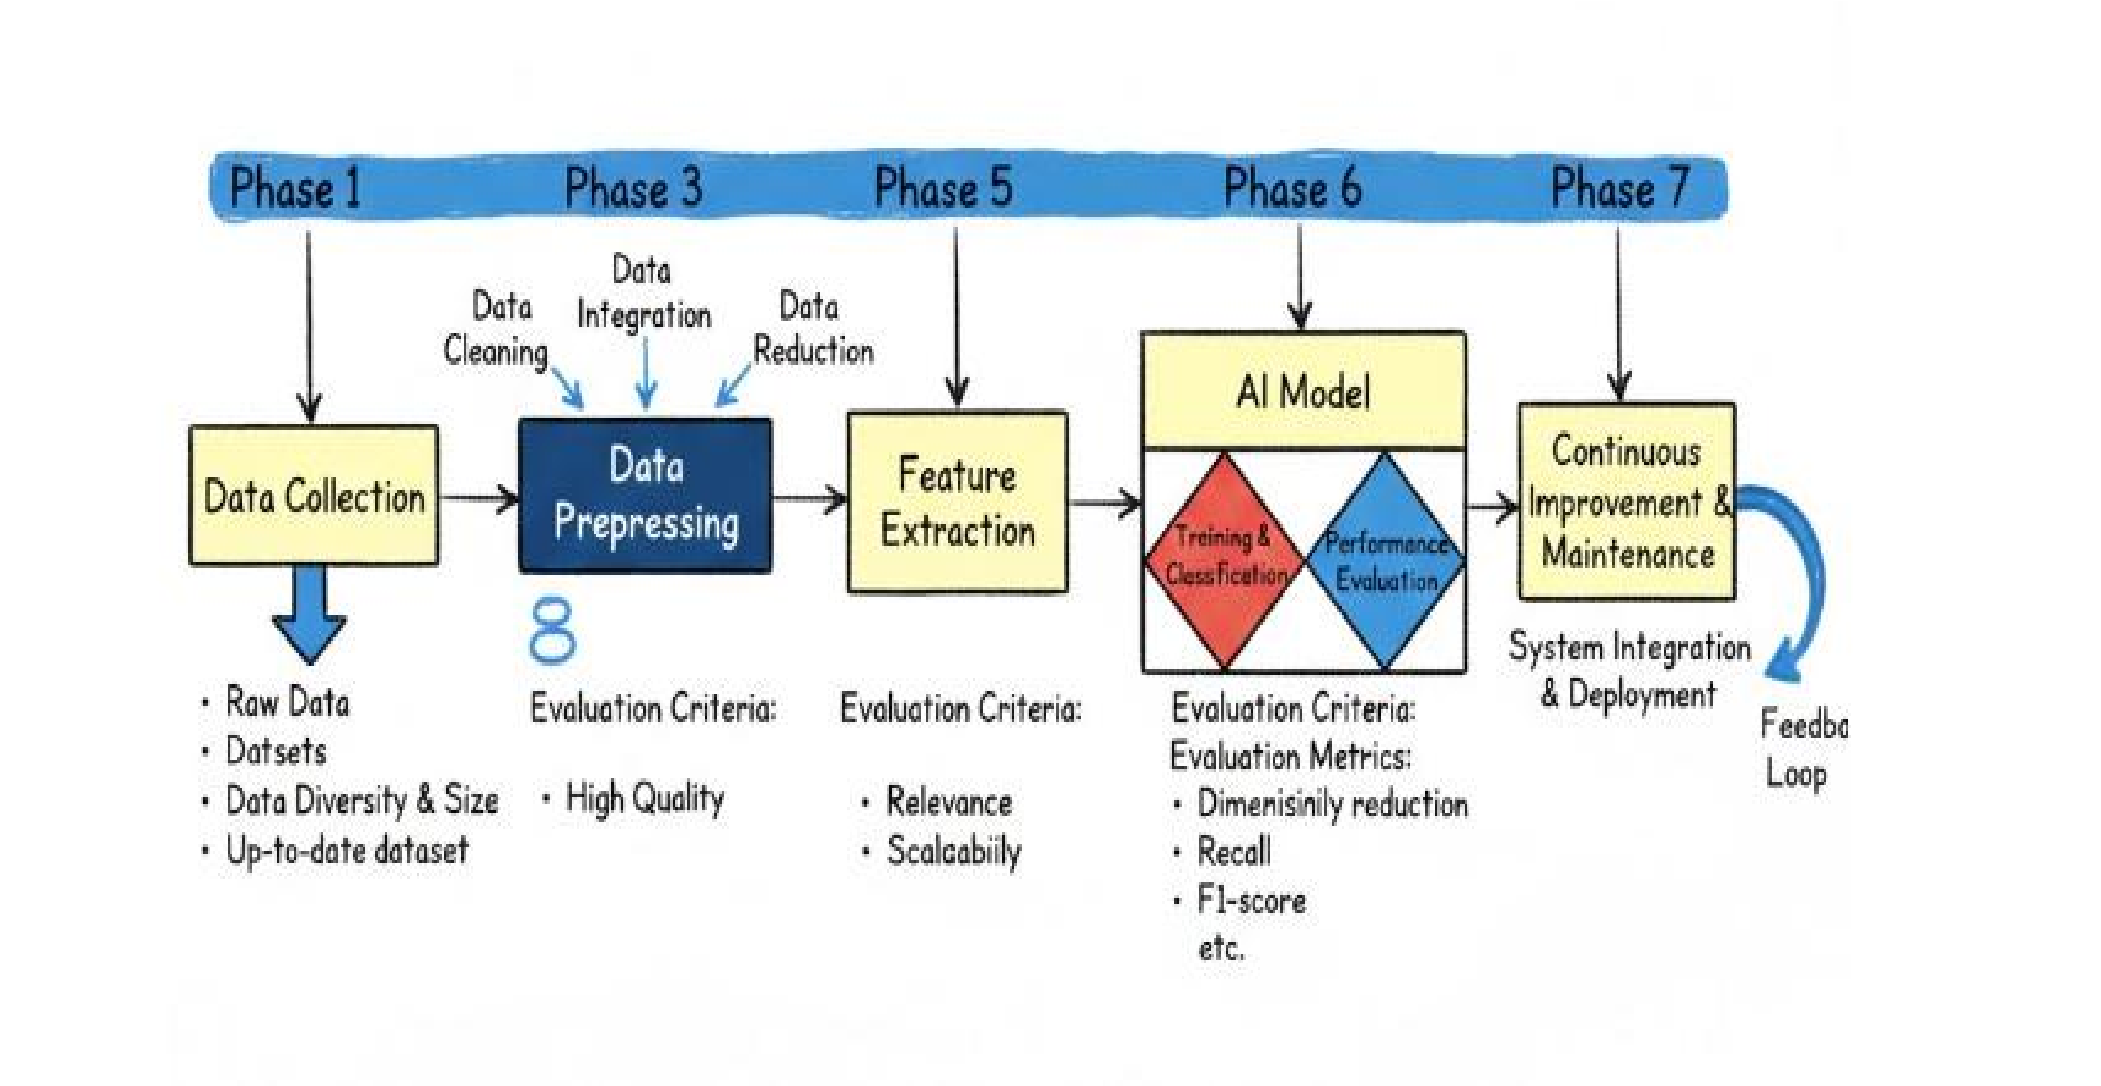 Phase 1 Phase 3 Phase 5 Phase 6 Phase 7
Data
Cleaning
Data
Integration
Data
Reduction
Data Collection
Data
Prepressing
Feature
Extraction
AI Model
Treining &
Clessfication
Performance
Evaluation
Continuous
Improvement &
Maintenance
8
• Raw Data
• Datsets
• Data Diversity & Size
• Up-to-date dataset
Evaluation Criteria:
• High Quality
Evaluation Criteria:
• Relevance
• Scalcabiily
Evaluation Criteria:
Evaluation Metrics:
• Dimenisinily reduction
• Recall
• F1-score
etc.
System Integration
& Deployment
Feedba
Loop